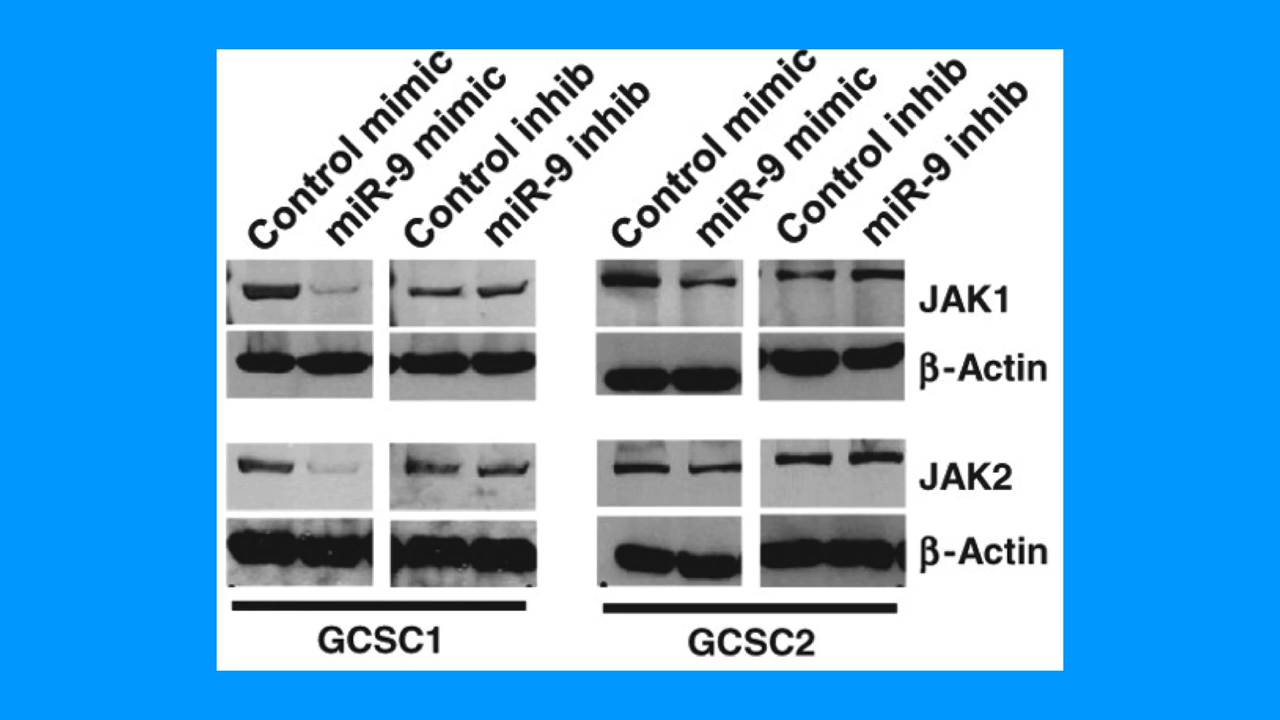 Control mimic
miR-9 mimic
Control inhib
miR-9 inhib
Control mimic
miR-9 mimic
Control inhib
miR-9 inhib
JAK1
β-Actin
JAK2
β-Actin
GCSC1
GCSC2